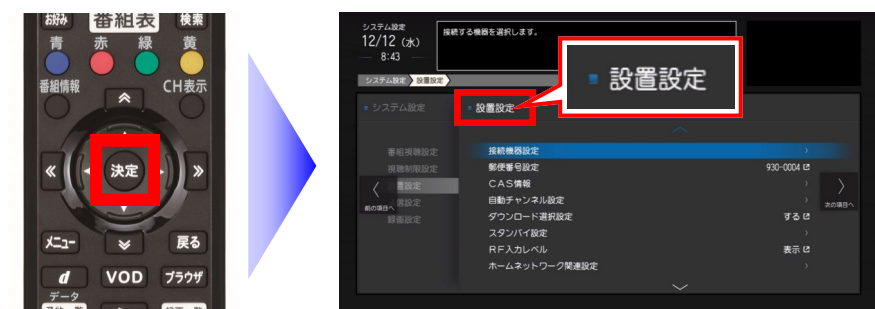 お好み
番組表
検索
青
赤
緑
黄
番組情報
CH表示
決定
メニュー
戻る
d
VOD
ブラウザ
データ
システム設定
12/12 (水)
8:43
接続する機器を選択します。
システム設定
設置設定
設置設定
システム設定
設置設定
番組視聴設定
視聴制限設定
置設定
設定
録画設定
前の項目へ
次の項目へ
接続機器設定
郵便番号設定
930-0004
CAS情報
自動チャンネル設定
ダウンロード選択設定
する
スタンバイ設定
RF入力レベル
表示
ホームネットワーク関連設定